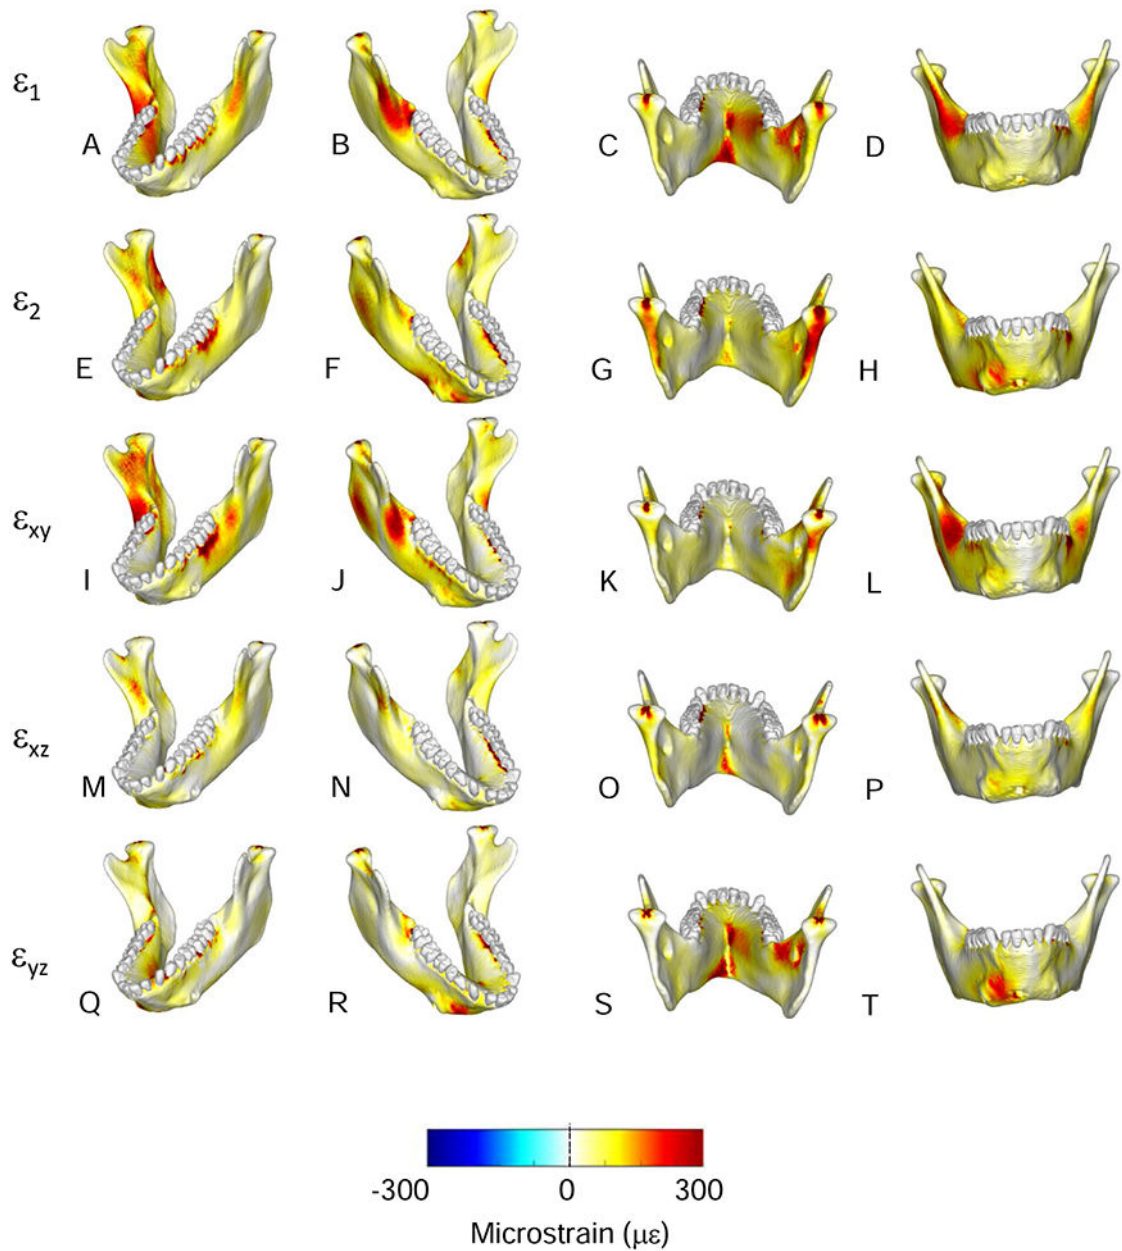 ε1
A B C D
ε2
E F G H
εxy
I J K L
εxz
M N O P
εyz
Q R S T
-300 0 300
Microstrain (με)